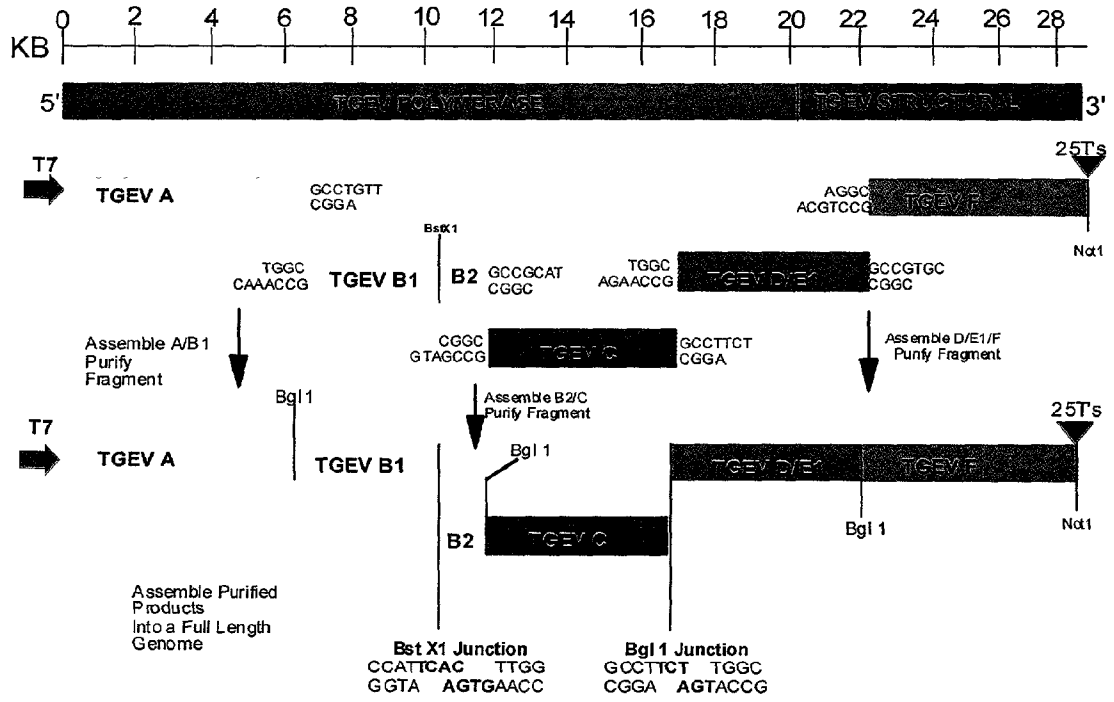 0 2 4 6 8 10 12 14 16 18 20 22 24 26 28
KB
5' TGEV POLYMERASE TGEV STRUCTURAL 3'
T7
25T's
TGEV A
GCCTGTT
CGGA
AGGC
ACGTCCG
TGEV F
Not1
BstX1
TGGC
CAAACCG
TGEV B1
B2
GCCGCAT
CGGC
TGGC
AGAACCG
TGEV D/E1
GCCGTGC
CGGC
Assemble A/B1
Purify
Fragment
CGGC
GTAGCCG
TGEV C
GCCTTCT
CGGA
Assemble D/E1/F
Purify Fragment
Assemble B2/C
Purify Fragment
Bgl1
Bgl 1
25T's
T7
TGEV A
TGEV B1
TGEV D/E1
TGEV F
B2
TGEV C
Bgl 1
Not1
Assemble Purified
Products
Into a Full Length
Genome
Bst X1 Junction
CCATTCAC TTGG
GGTA AGTGAACC
Bgl 1 Junction
GCCTTCT TGGC
CGGA AGTACCG